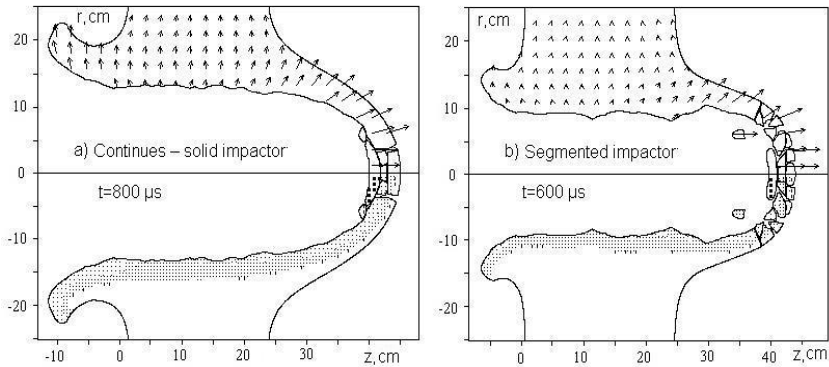 r, cm
20
10
0
-10
-20
a) Continues – solid impactor
t=800 µs
-10 0 10 20 30 z, cm
r, cm
20
10
0
-10
-20
b) Segmented impactor
t=600 µs
0 10 20 30 40 z, cm